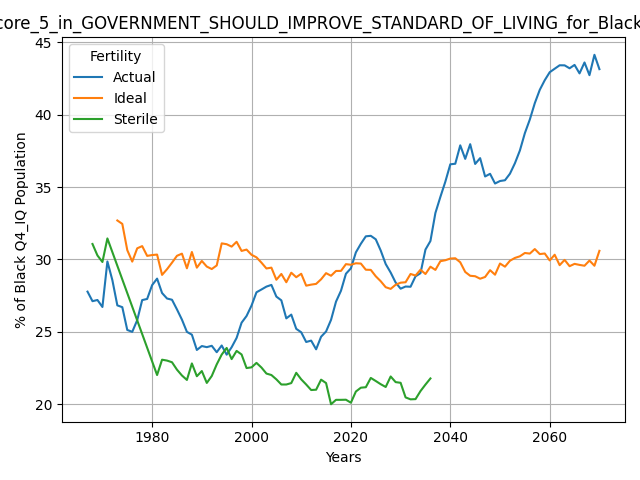 core_5_in_GOVERNMENT_SHOULD_IMPROVE_STANDARD_OF_LIVING_for_Black
Fertility
Actual
Ideal
Sterile
% of Black Q4_IQ Population
45
40
35
30
25
20
1980 2000 2020 2040 2060
Years